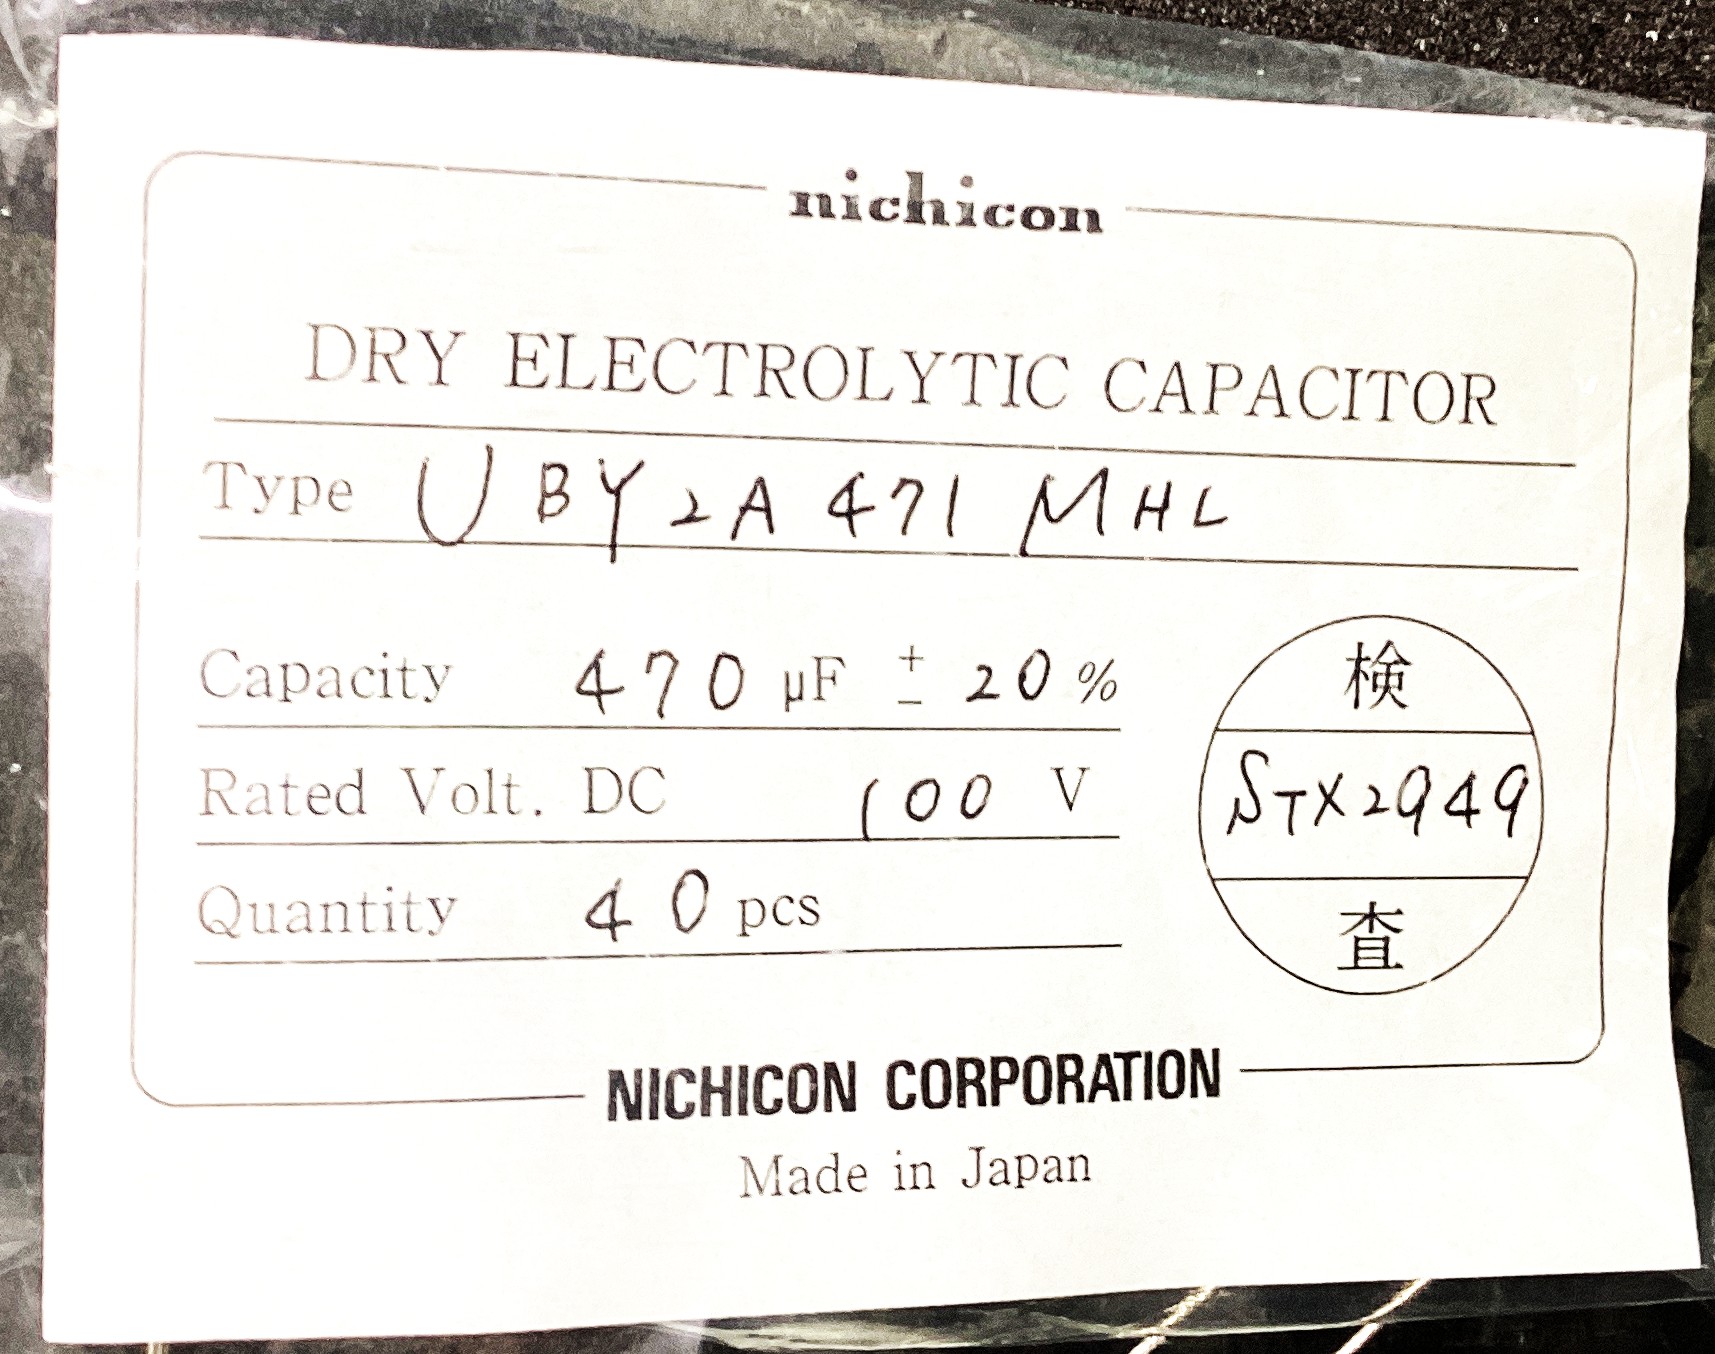 nichicon
DRY ELECTROLYTIC CAPACITOR
Type UBY2A471MHL
Capacity 470 µF ± 20 %
Rated Volt. DC 100 V
Quantity 40 pcs
検
STX2949
査
NICHICON CORPORATION
Made in Japan